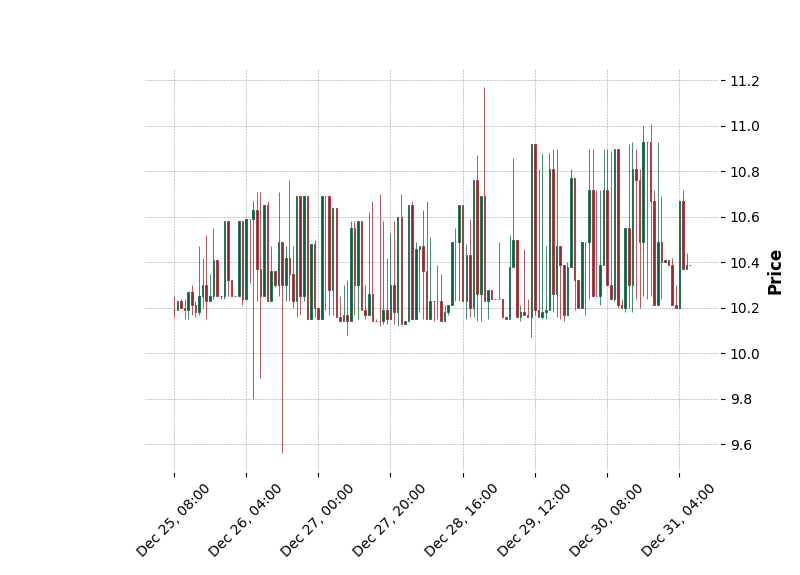 11.2
11.0
10.8
10.6
10.4
10.2
10.0
9.8
9.6
Price
Dec 25, 08:00
Dec 26, 04:00
Dec 27, 00:00
Dec 27, 20:00
Dec 28, 16:00
Dec 29, 12:00
Dec 30, 08:00
Dec 31, 04:00